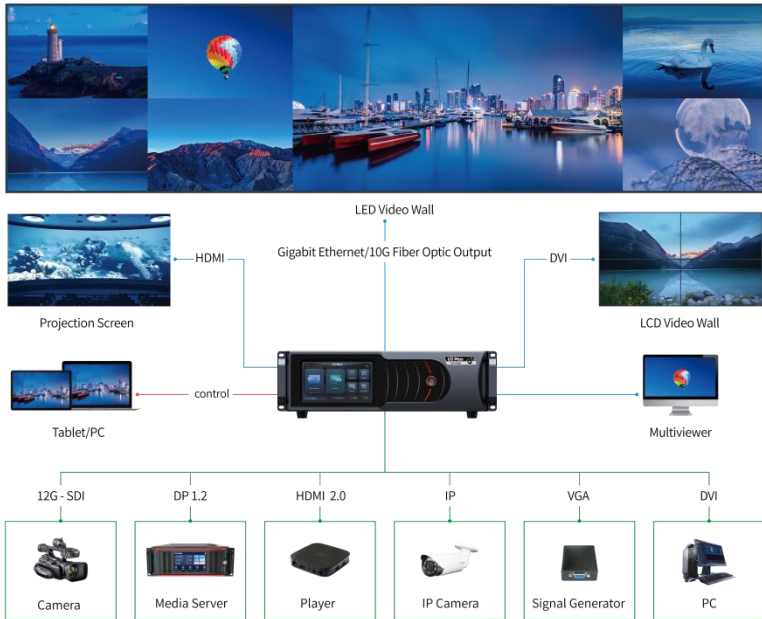 LED Video Wall
Gigabit Ethernet/10G Fiber Optic Output
HDMI
DVI
Projection Screen
LCD Video Wall
control
Tablet/PC
Multiviewer
12G - SDI
DP 1.2
HDMI 2.0
IP
VGA
DVI
Camera
Media Server
Player
IP Camera
Signal Generator
PC